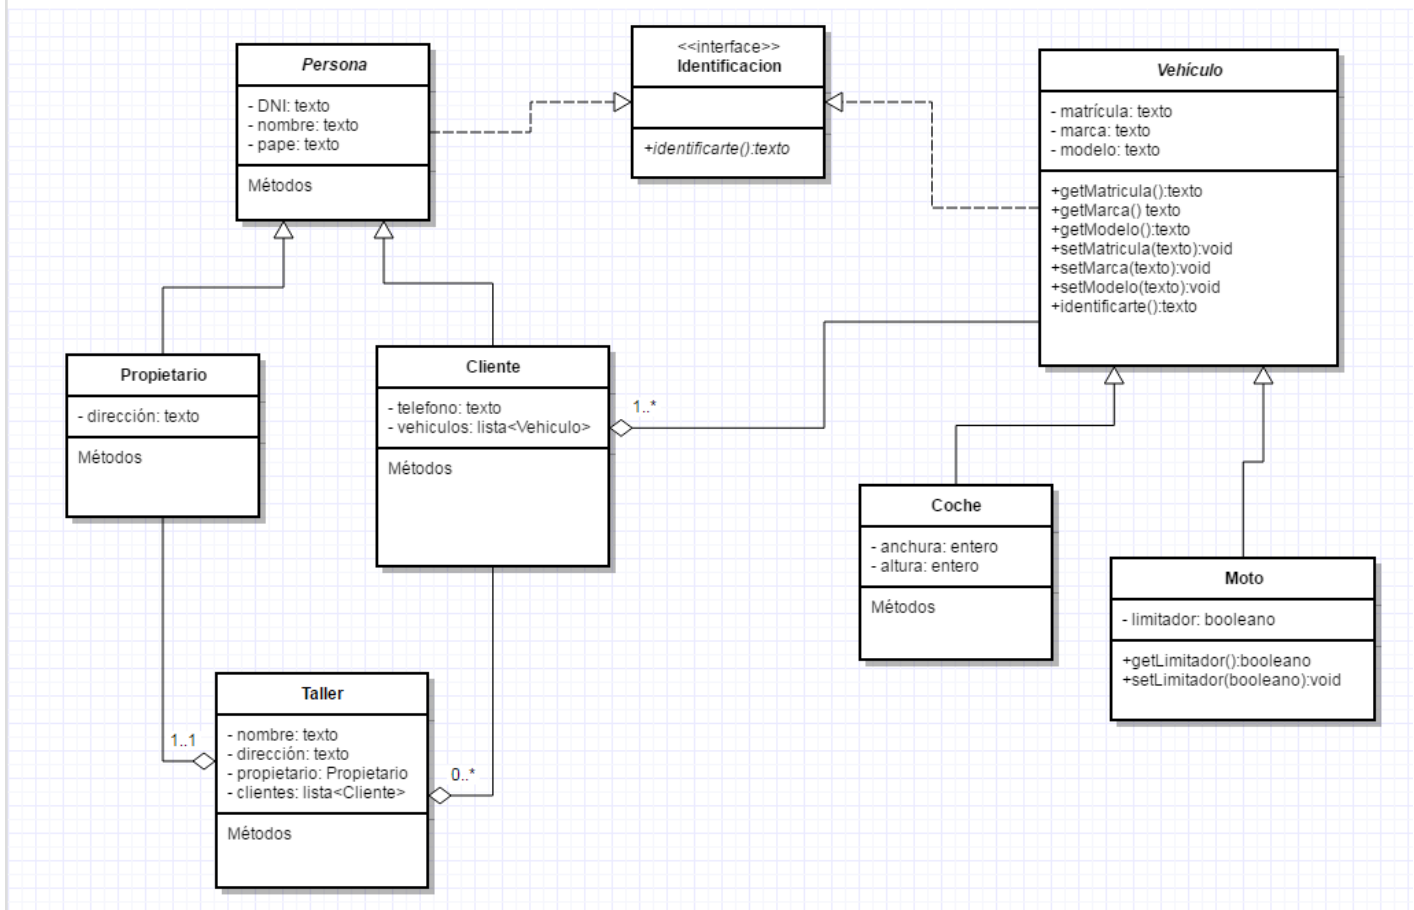 Persona
- DNI: texto
- nombre: texto
- pape: texto
Métodos
<<interface>>
Identificacion
+identificarte():texto
Vehículo
- matrícula: texto
- marca: texto
- modelo: texto
+getMatricula():texto
+getMarca() texto
+getModelo():texto
+setMatricula(texto):void
+setMarca(texto):void
+setModelo(texto):void
+identificarte():texto
Propietario
- dirección: texto
Métodos
Cliente
- telefono: texto
- vehiculos: lista<Vehiculo>
Métodos
1..*
Coche
- anchura: entero
- altura: entero
Métodos
Moto
- limitador: booleano
+getLimitador():booleano
+setLimitador(booleano):void
Taller
- nombre: texto
- dirección: texto
- propietario: Propietario
- clientes: lista<Cliente>
Métodos
1..1
0..*